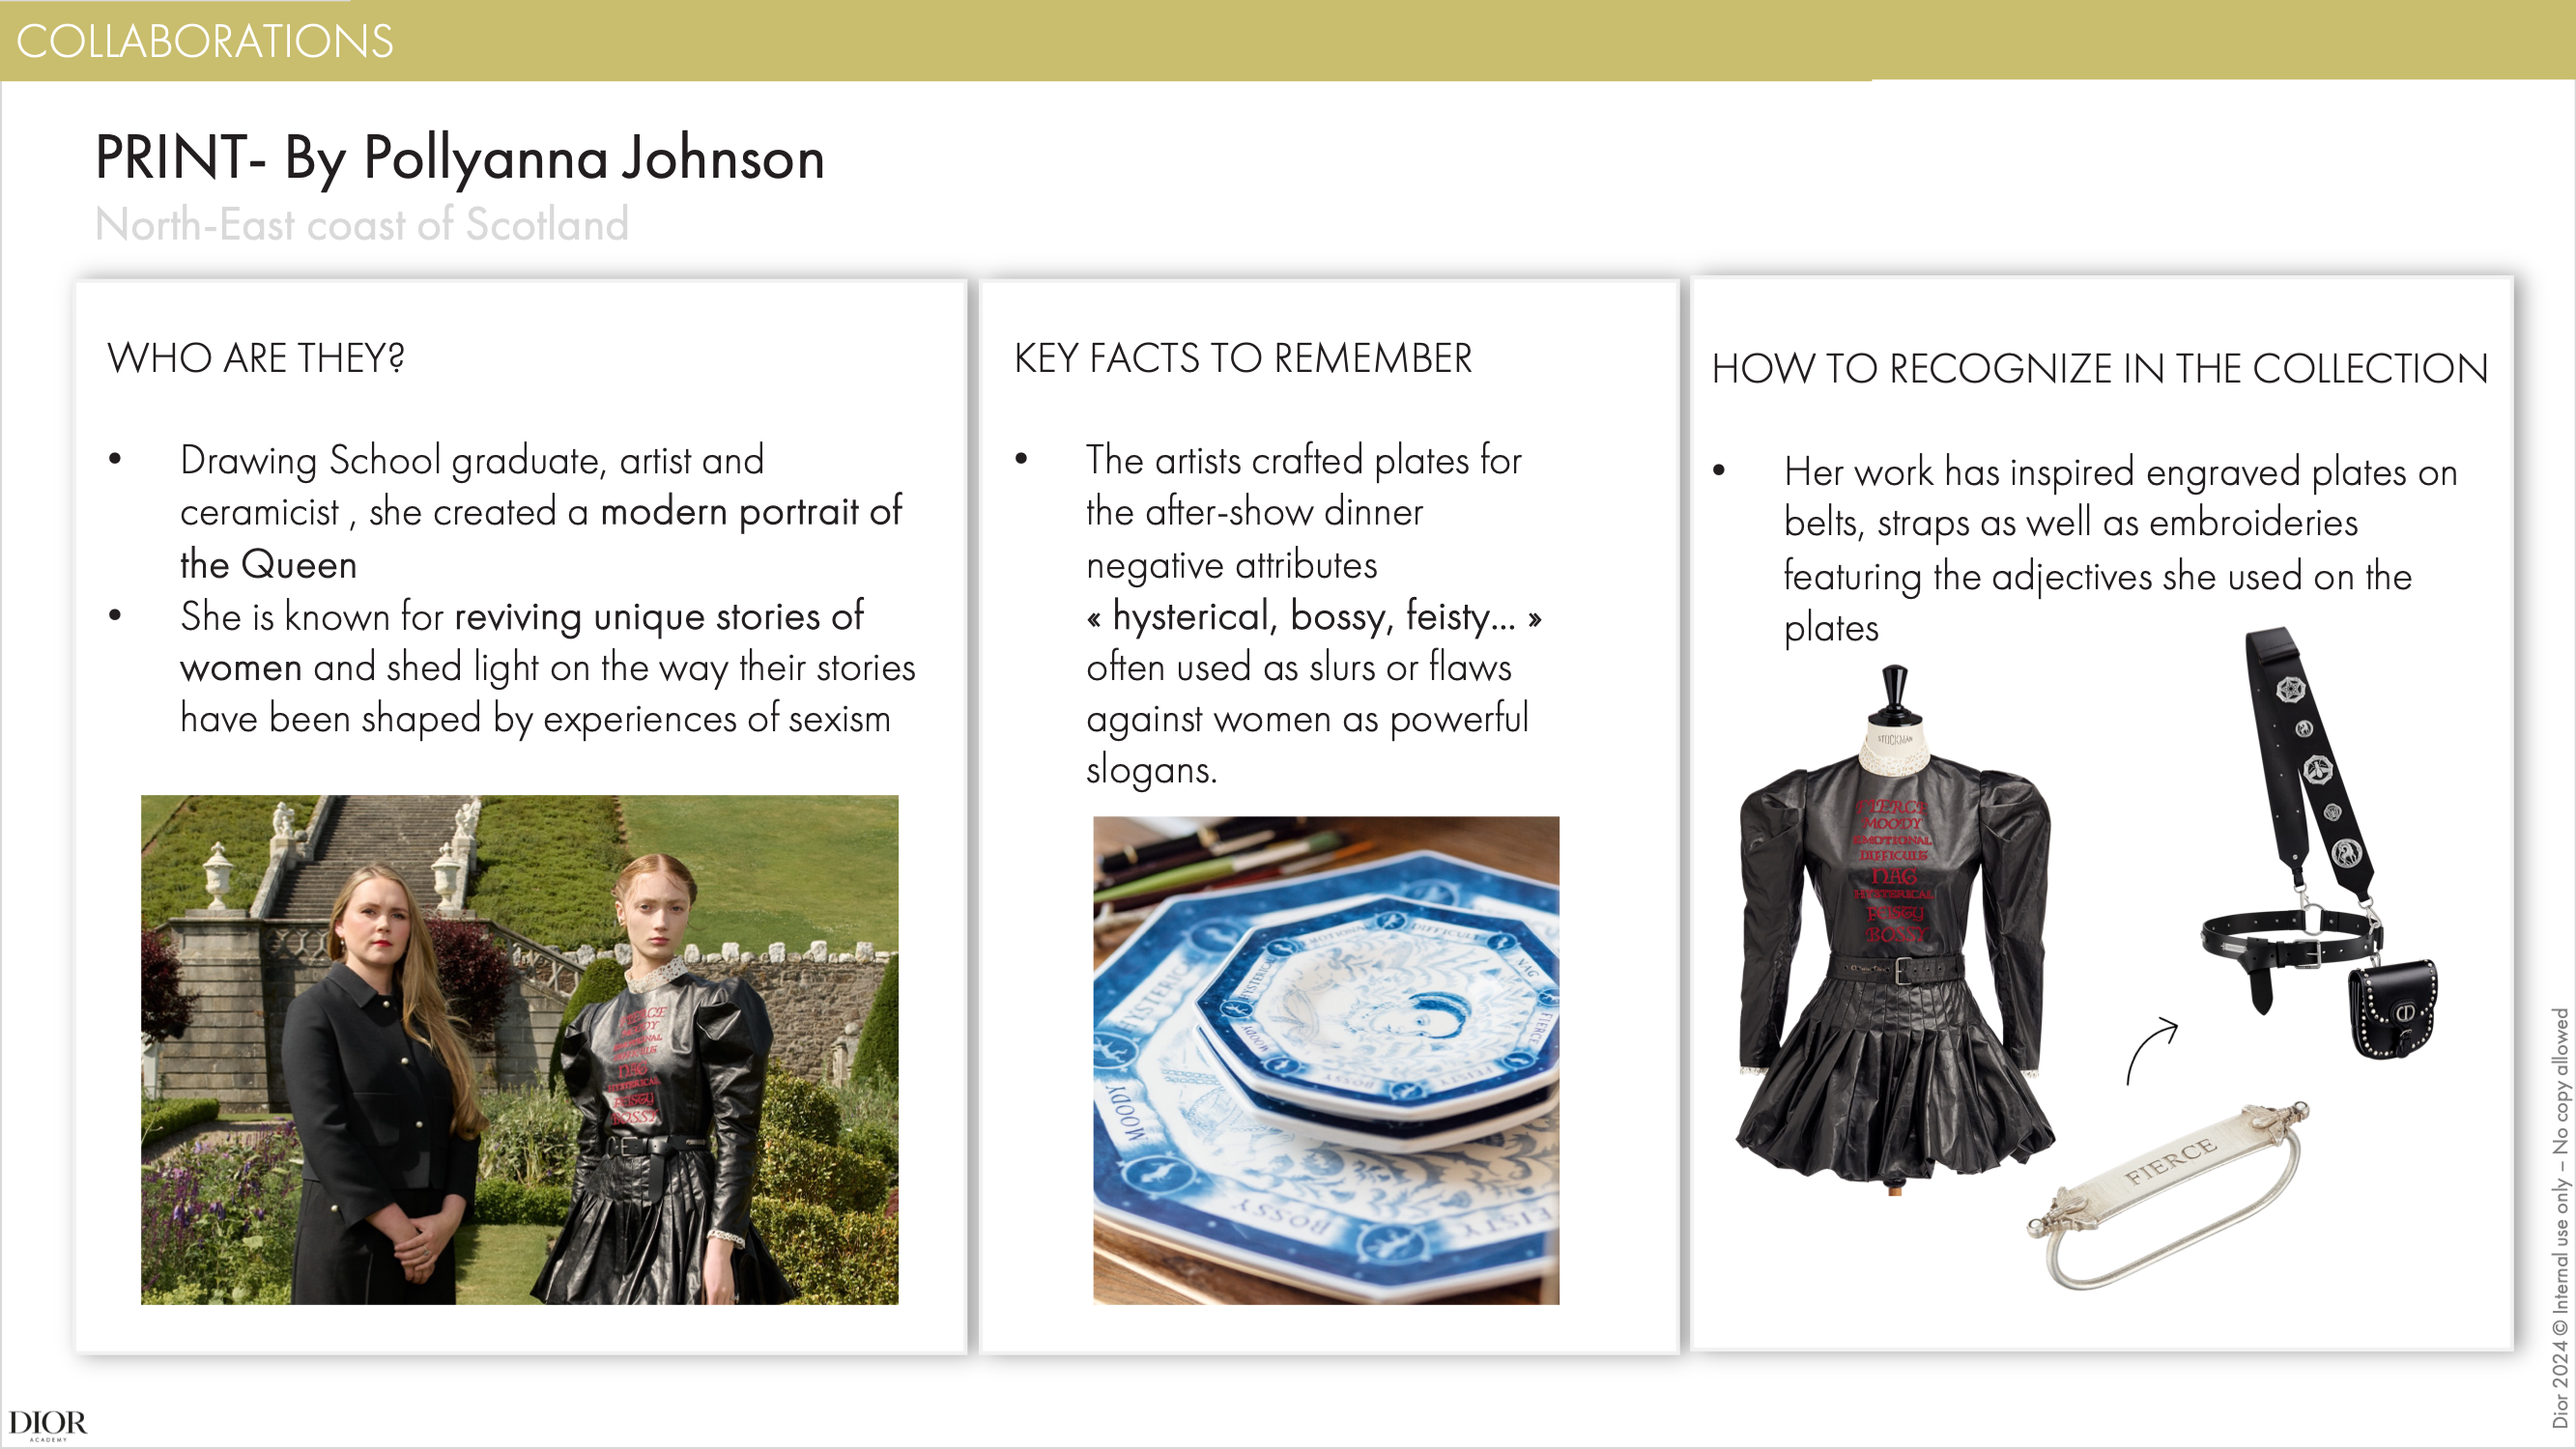 COLLABORATIONS
PRINT- By Pollyanna Johnson
North-East coast of Scotland
WHO ARE THEY?
• Drawing School graduate, artist and
ceramicist , she created a modern portrait of
the Queen
• She is known for reviving unique stories of
women and shed light on the way their stories
have been shaped by experiences of sexism
FIERCE
MOODY
EMOTIONAL
DIFFICULT
NAG
HYSTERICAL
FEISTY
BOSSY
KEY FACTS TO REMEMBER
• The artists crafted plates for
the after-show dinner
negative attributes
« hysterical, bossy, feisty... »
often used as slurs or flaws
against women as powerful
slogans.
EMOTIONAL
DIFFICULT
NAG
HYSTERICAL
FIERCE
MOODY
BOSSY
FEISTY
HYSTERIC
MOODY
BOSSY
FEISTY
HOW TO RECOGNIZE IN THE COLLECTION
• Her work has inspired engraved plates on
belts, straps as well as embroideries
featuring the adjectives she used on the
plates
STOCKMAN
FIERCE
MOODY
EMOTIONAL
DIFFICULT
NAG
HYSTERICAL
FEISTY
BOSSY
CD
FIERCE
Dior 2024 © Internal use only – No copy allowed
DIOR
ACADEMY